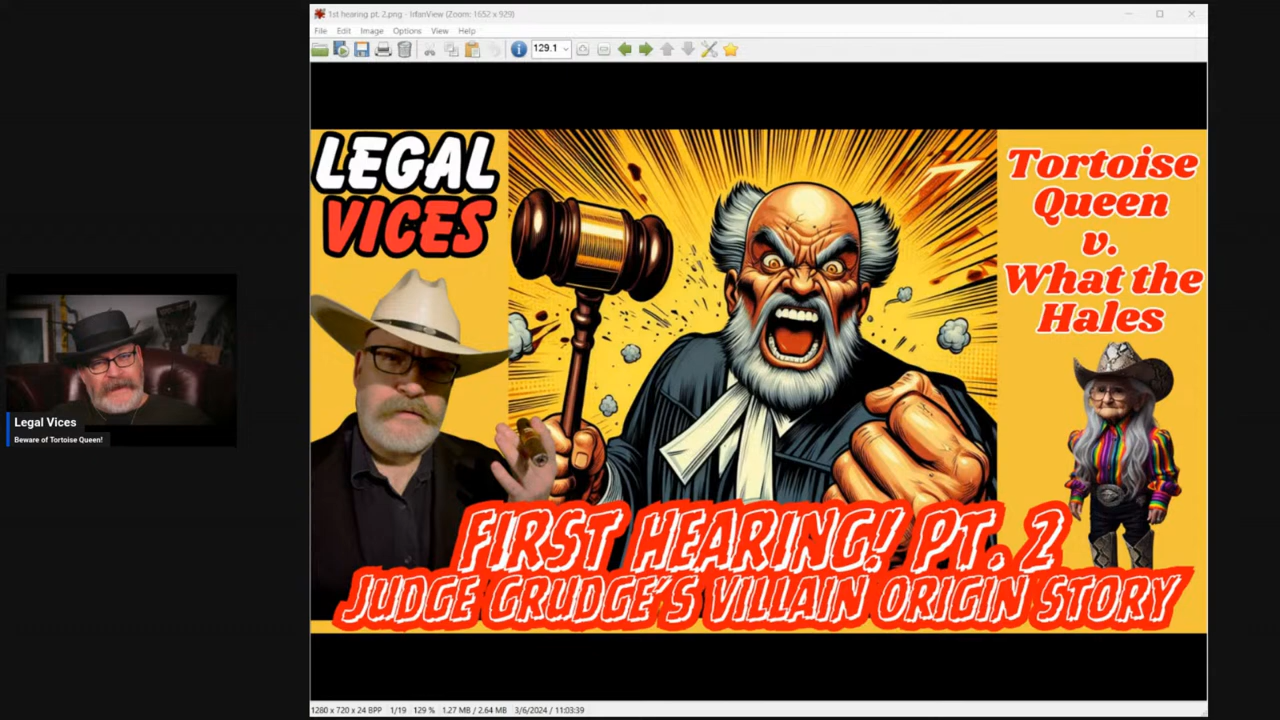 1st hearing pt. 2.png - IrfanView (Zoom: 1652 x 929)
File Edit Image Options View Help
129.1
LEGAL
VICES
Tortoise
Queen
v.
What the
Hales
Legal Vices
Beware of Tortoise Queen!
FIRST HEARING! PT. 2
JUDGE GRUDGE'S VILLAIN ORIGIN STORY
1280 x 720 x 24 BPP 1/19 129 % 1.27 MB / 2.64 MB 3/6/2024 / 11:03:39